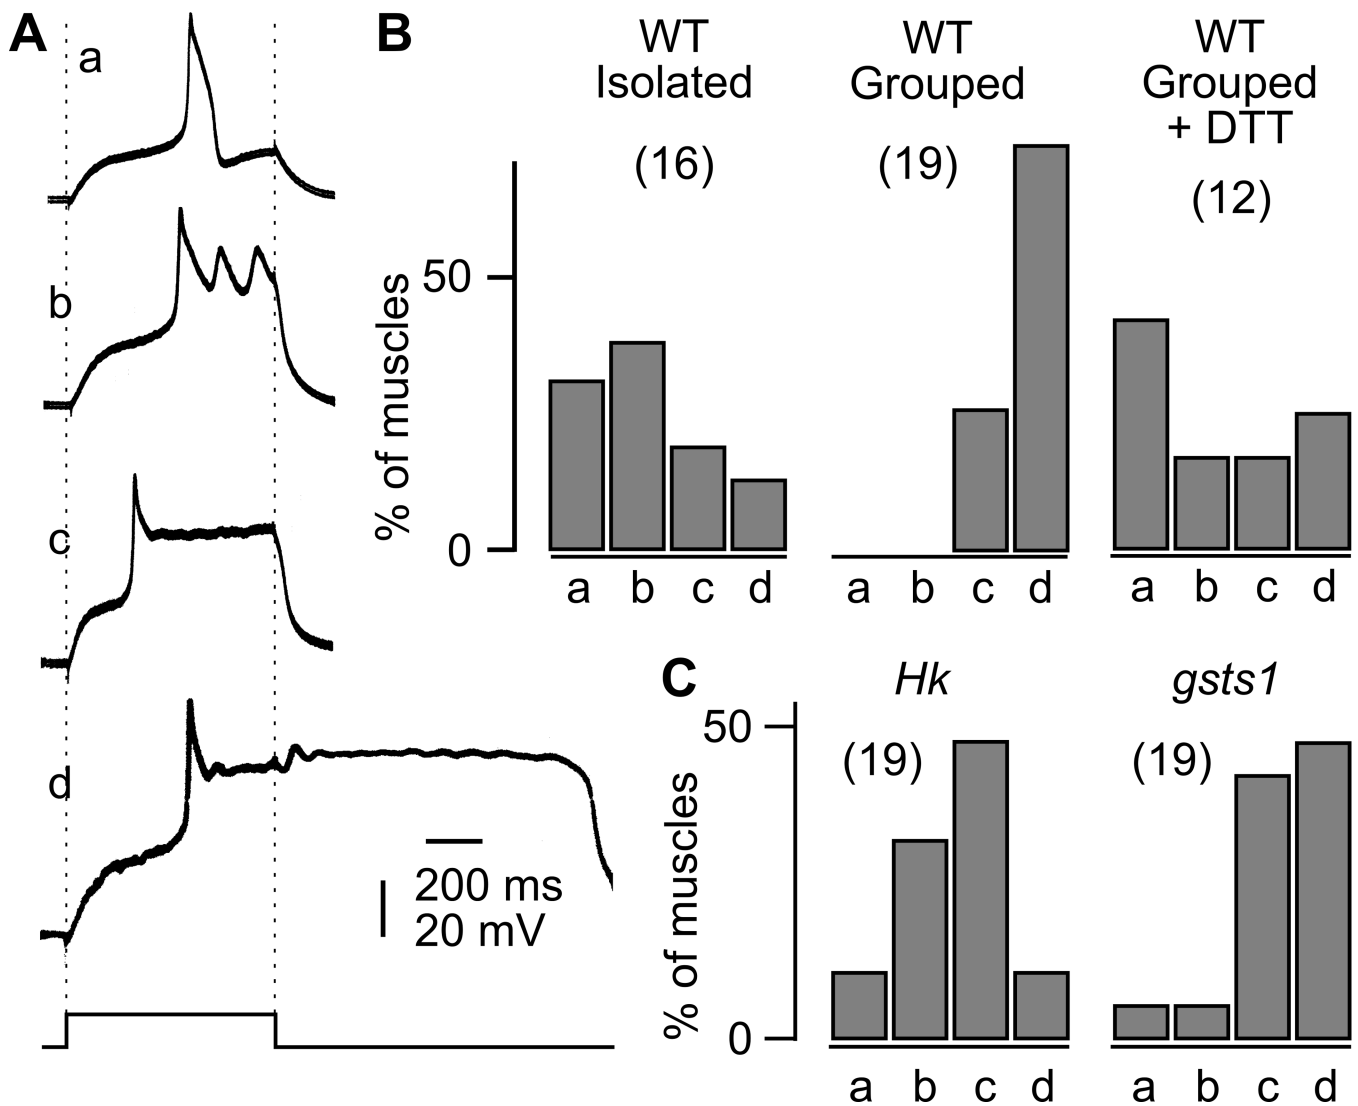 A
a
b
c
d
200 ms
20 mV
B
WT
Isolated
(16)
WT
Grouped
(19)
WT
Grouped
+ DTT
(12)
% of muscles
50
0
a b c d
a b c d
a b c d
C
Hk
(19)
gsts1
(19)
% of muscles
50
0
a b c d
a b c d